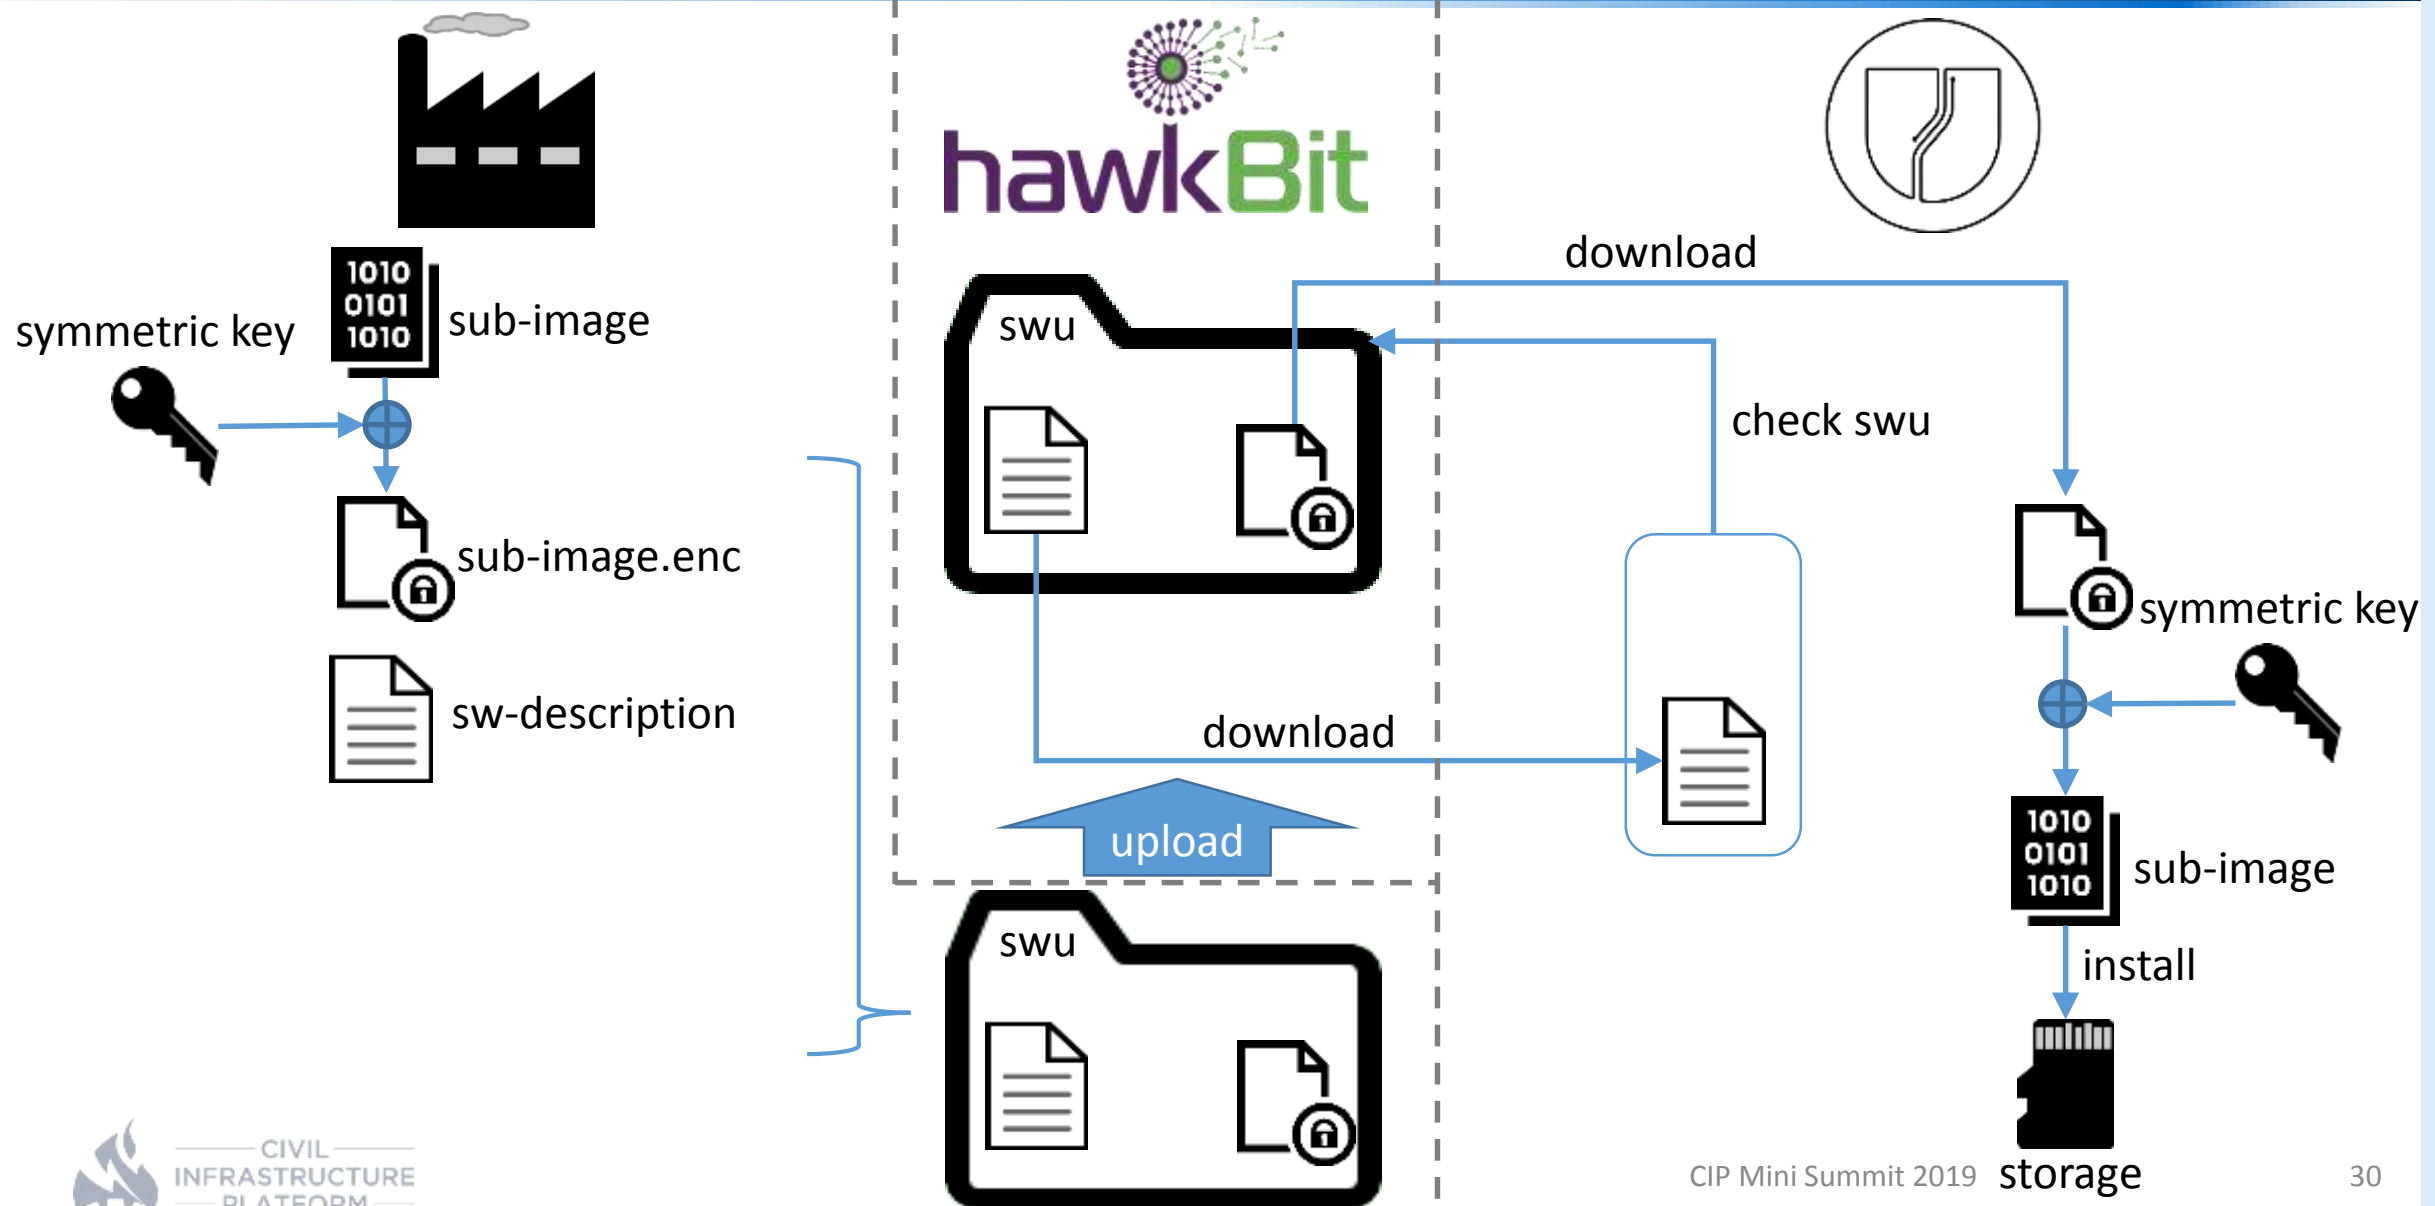 hawkBit
download
1010
0101
1010
sub-image
symmetric key
swu
check swu
sub-image.enc
symmetric key
sw-description
download
upload
1010
0101
1010
sub-image
swu
install
CIVIL
INFRASTRUCTURE
PLATFORM
CIP Mini Summit 2019
storage
30